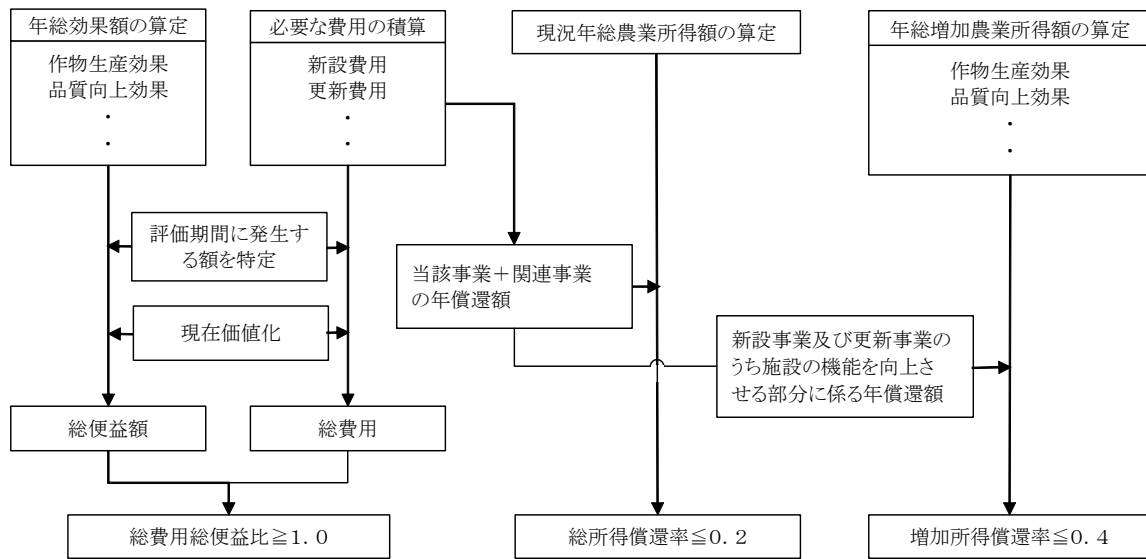 年総効果額の算定
作物生産効果
品質向上効果
・
・
必要な費用の積算
新設費用
更新費用
・
・
現況年総農業所得額の算定
年総増加農業所得額の算定
作物生産効果
品質向上効果
・
・
評価期間に発生す
る額を特定
当該事業＋関連事業
の年償還額
現在価値化
新設事業及び更新事業の
うち施設の機能を向上さ
せる部分に係る年償還額
総便益額
総費用
総費用総便益比≧1.0
総所得償還率≦0.2
増加所得償還率≦0.4